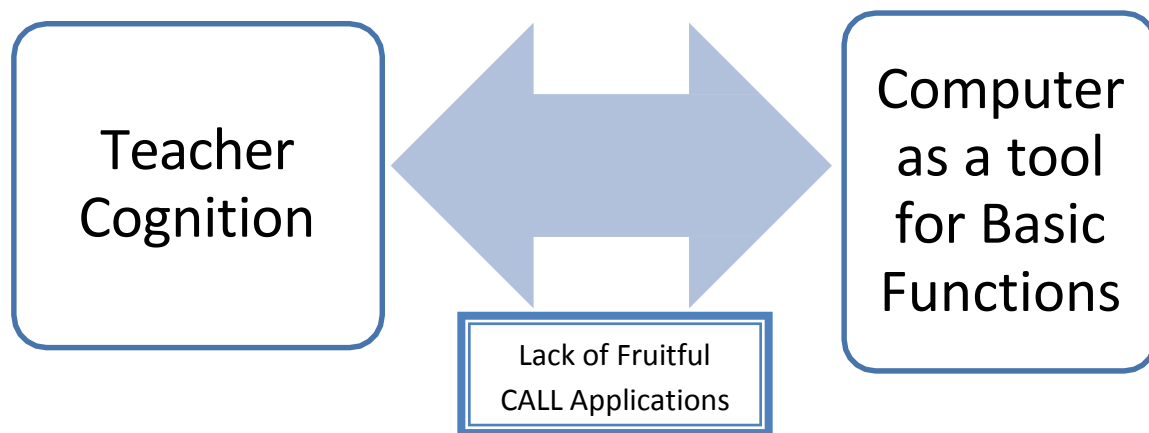 Teacher
Cognition
Computer
as a tool
for Basic
Functions
Lack of Fruitful
CALL Applications